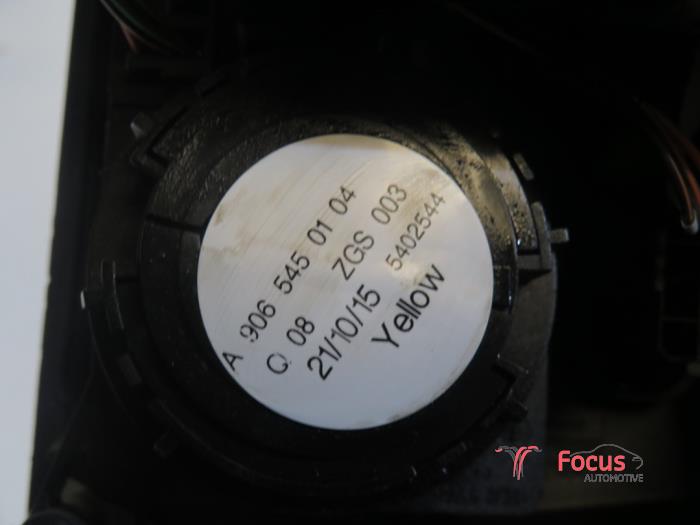 A 906 545 01 04
Q 08 ZGS 003
21/10/15 5402544
Yellow
Focus
AUTOMOTIVE